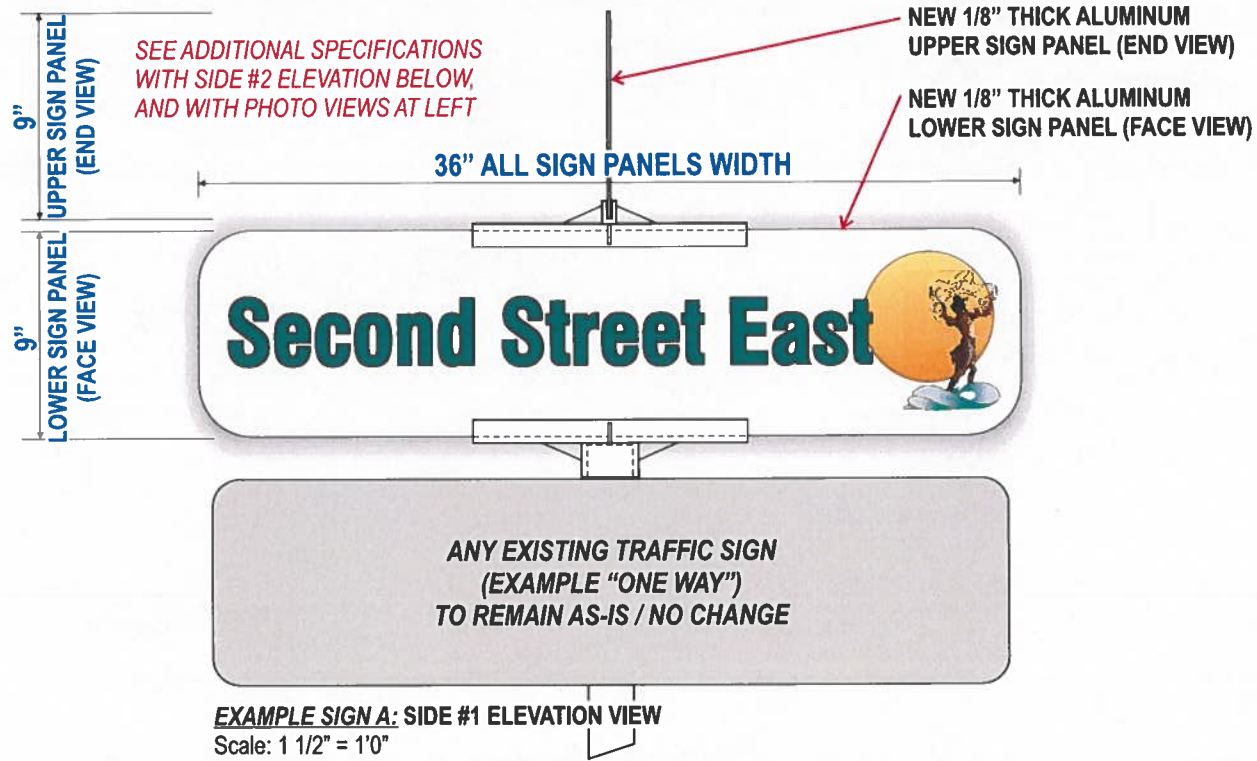 NEW 1/8” THICK ALUMINUM
UPPER SIGN PANEL (END VIEW)
SEE ADDITIONAL SPECIFICATIONS
WITH SIDE #2 ELEVATION BELOW,
AND WITH PHOTO VIEWS AT LEFT
9”
UPPER SIGN PANEL
(END VIEW)
NEW 1/8” THICK ALUMINUM
LOWER SIGN PANEL (FACE VIEW)
36” ALL SIGN PANELS WIDTH
9”
LOWER SIGN PANEL
(FACE VIEW)
Second Street East
ANY EXISTING TRAFFIC SIGN
(EXAMPLE “ONE WAY”)
TO REMAIN AS-IS / NO CHANGE
EXAMPLE SIGN A: SIDE #1 ELEVATION VIEW
Scale: 1 1/2” = 1’0”